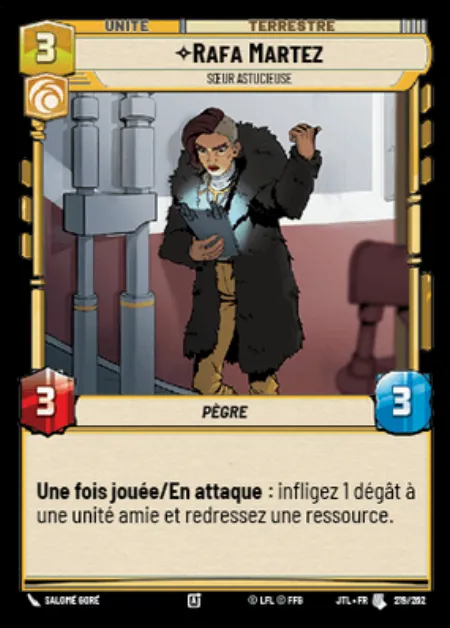 3
UNITÉ
TERRESTRE
✧RAFA MARTEZ
SŒUR ASTUCIEUSE
3
PÈGRE
3
Une fois jouée/En attaque : infligez 1 dégât à
une unité amie et redressez une ressource.
SALOMÉ GORÉ
A
© LFL © FFG
JTL • FR
219/262